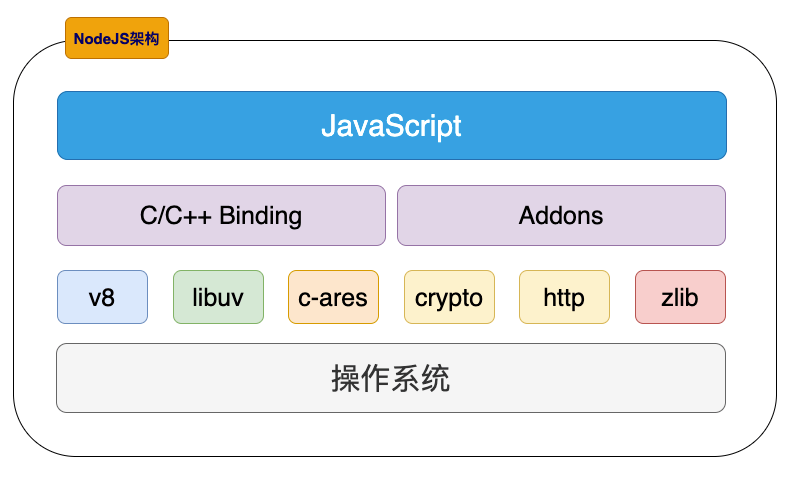 NodeJS架构
JavaScript
C/C++ Binding
Addons
v8
libuv
c-ares
crypto
http
zlib
操作系统